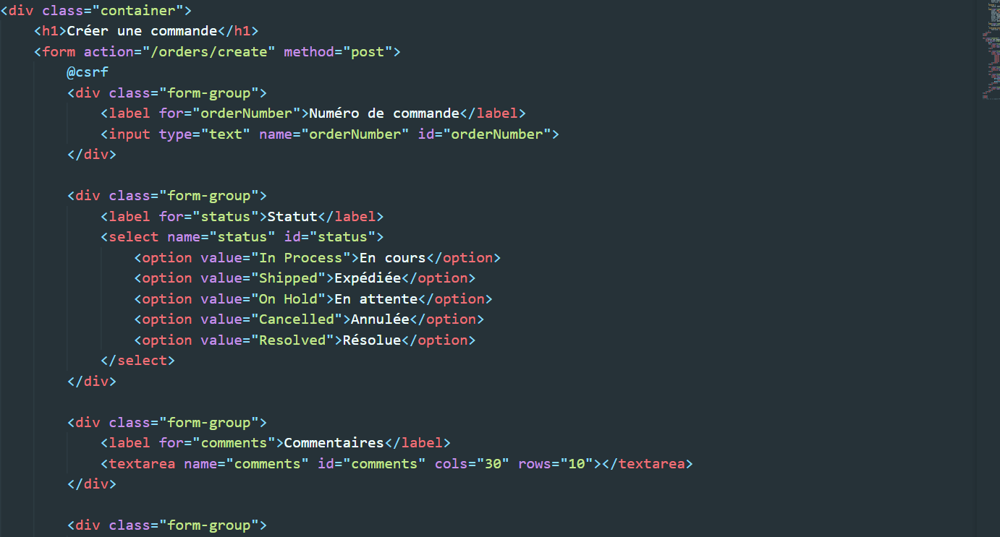 <div class="container">
<h1>Créer une commande</h1>
<form action="/orders/create" method="post">
@csrf
<div class="form-group">
<label for="orderNumber">Numéro de commande</label>
<input type="text" name="orderNumber" id="orderNumber">
</div>
<div class="form-group">
<label for="status">Statut</label>
<select name="status" id="status">
<option value="In Process">En cours</option>
<option value="Shipped">Expédiée</option>
<option value="On Hold">En attente</option>
<option value="Cancelled">Annulée</option>
<option value="Resolved">Résolue</option>
</select>
</div>
<div class="form-group">
<label for="comments">Commentaires</label>
<textarea name="comments" id="comments" cols="30" rows="10"></textarea>
</div>
<div class="form-group">